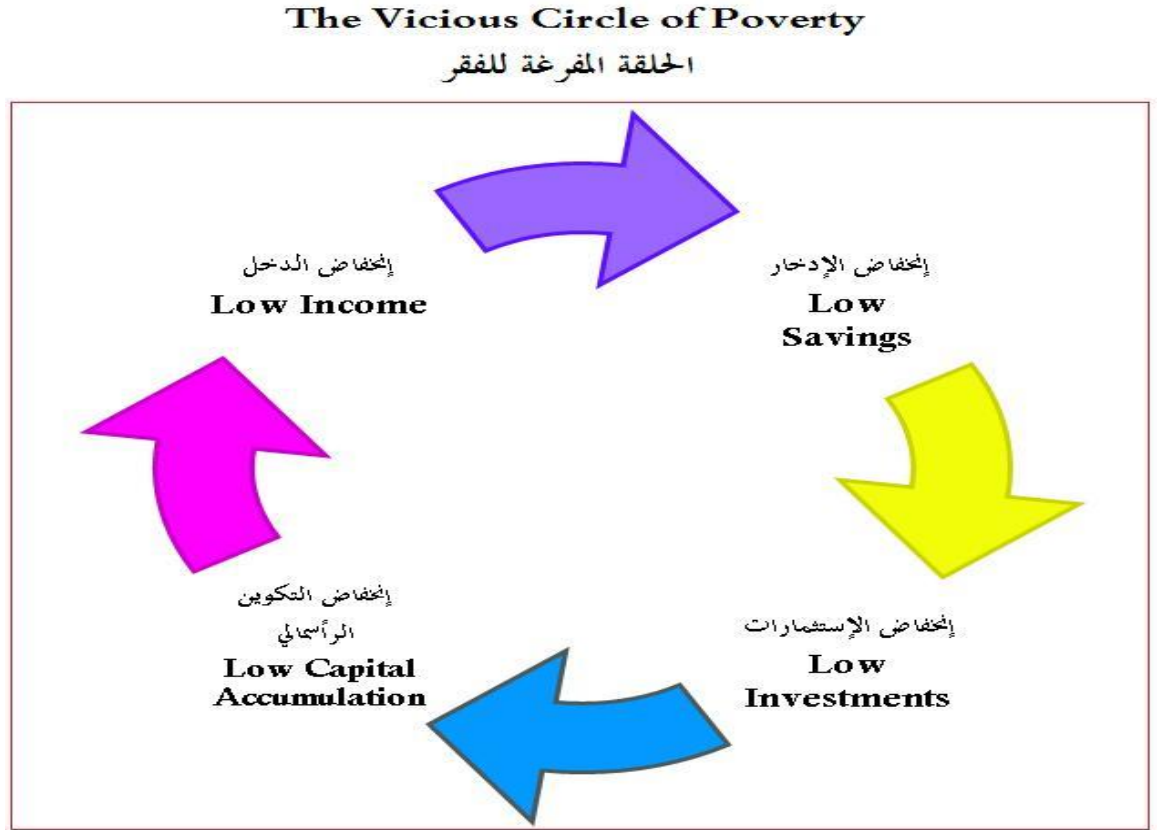 The Vicious Circle of Poverty
الحلقة المفرغة للفقر
إنخفاض الدخل
Low Income
إنخفاض الإدخار
Low
Savings
إنخفاض الإستثمارات
Low
Investments
إنخفاض التكوين
الرأسمالي
Low Capital
Accumulation